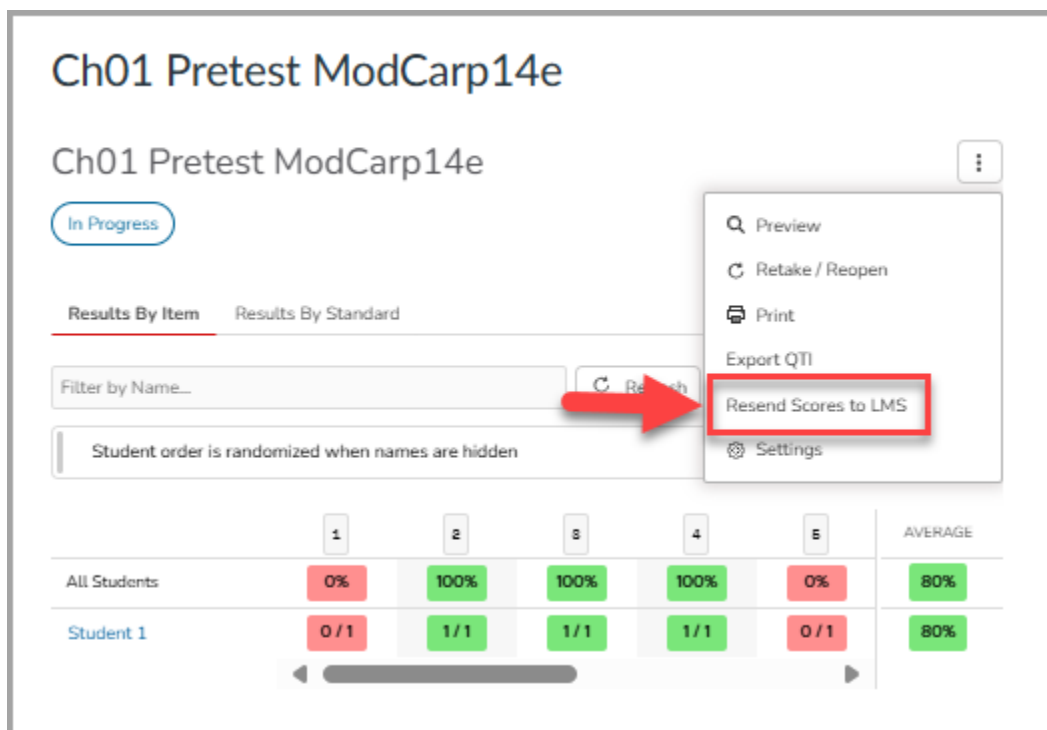 Ch01 Pretest ModCarp14e
Ch01 Pretest ModCarp14e
In Progress
Preview
Retake / Reopen
Results By Item Results By Standard
Print
Export QTI
Filter by Name...
Resend Scores to LMS
Student order is randomized when names are hidden
Settings
1 2 3 4 5 AVERAGE
All Students 0% 100% 100% 100% 0% 80%
Student 1 0 / 1 1 / 1 1 / 1 1 / 1 0 / 1 80%